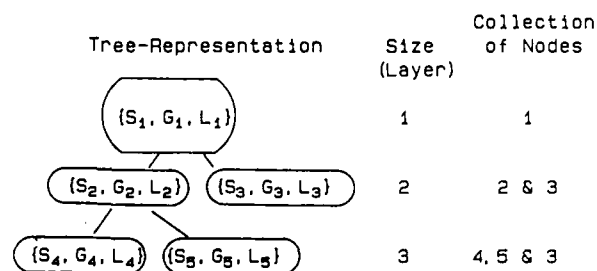 Tree-Representation Size (Layer) Collection of Nodes
{S₁, G₁, L₁} 1 1
{S₂, G₂, L₂} {S₃, G₃, L₃} 2 2 & 3
{S₄, G₄, L₄} {S₅, G₅, L₅} 3 4, 5 & 3